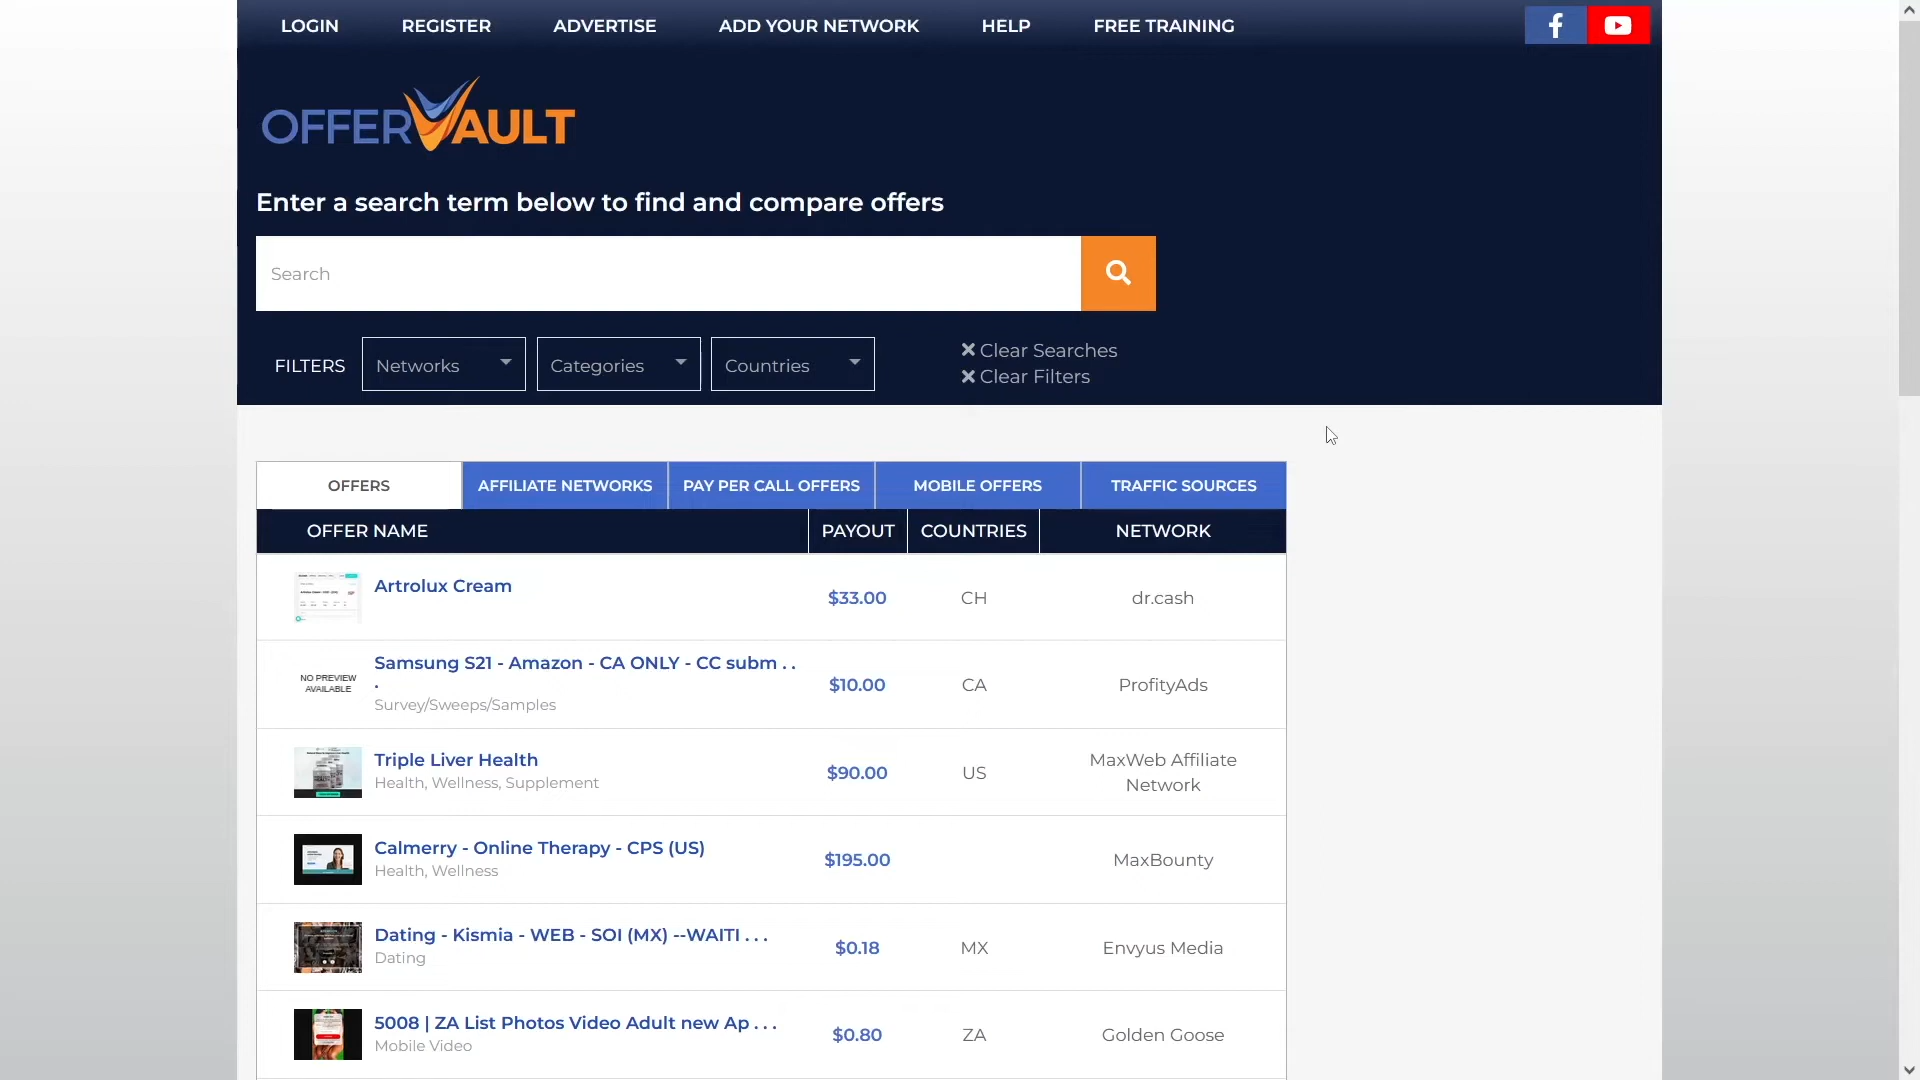 LOGIN REGISTER ADVERTISE ADD YOUR NETWORK HELP FREE TRAINING
OFFERVAULT
Enter a search term below to find and compare offers
Search
FILTERS Networks Categories Countries
Clear Searches
Clear Filters
OFFERS AFFILIATE NETWORKS PAY PER CALL OFFERS MOBILE OFFERS TRAFFIC SOURCES
OFFER NAME PAYOUT COUNTRIES NETWORK
Artrolux Cream $33.00 CH dr.cash
Samsung S21 - Amazon - CA ONLY - CC subm . .
.
NO PREVIEW
AVAILABLE
Survey/Sweeps/Samples
$10.00 CA ProfityAds
Triple Liver Health
Health, Wellness, Supplement
$90.00 US MaxWeb Affiliate
Network
Calmerry - Online Therapy - CPS (US)
Health, Wellness
$195.00 MaxBounty
Dating - Kismia - WEB - SOI (MX) --WAITI . . .
Dating
$0.18 MX Envyus Media
5008 | ZA List Photos Video Adult new Ap . . .
Mobile Video
$0.80 ZA Golden Goose